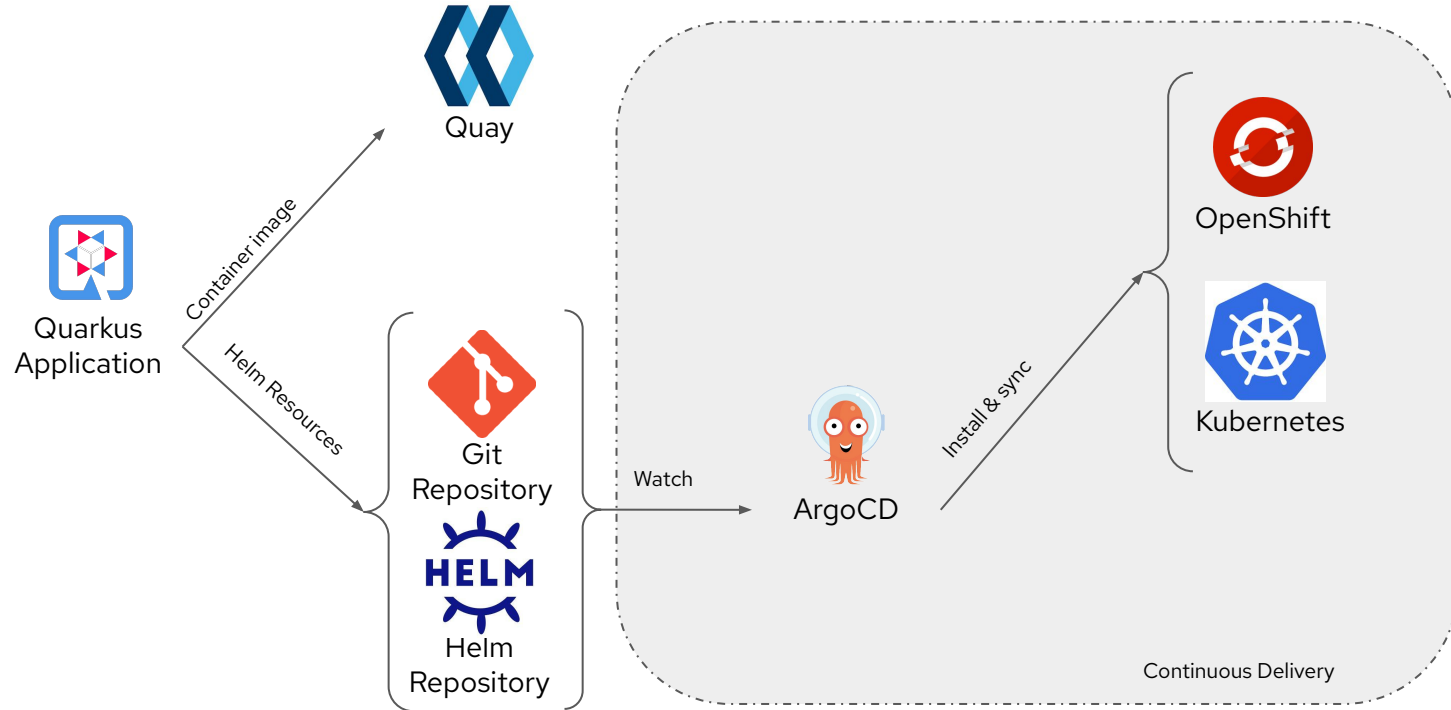 Quay
Container image
Quarkus
Application
Helm Resources
Git
Repository
HELM
Helm
Repository
Watch
ArgoCD
Install & sync
OpenShift
Kubernetes
Continuous Delivery